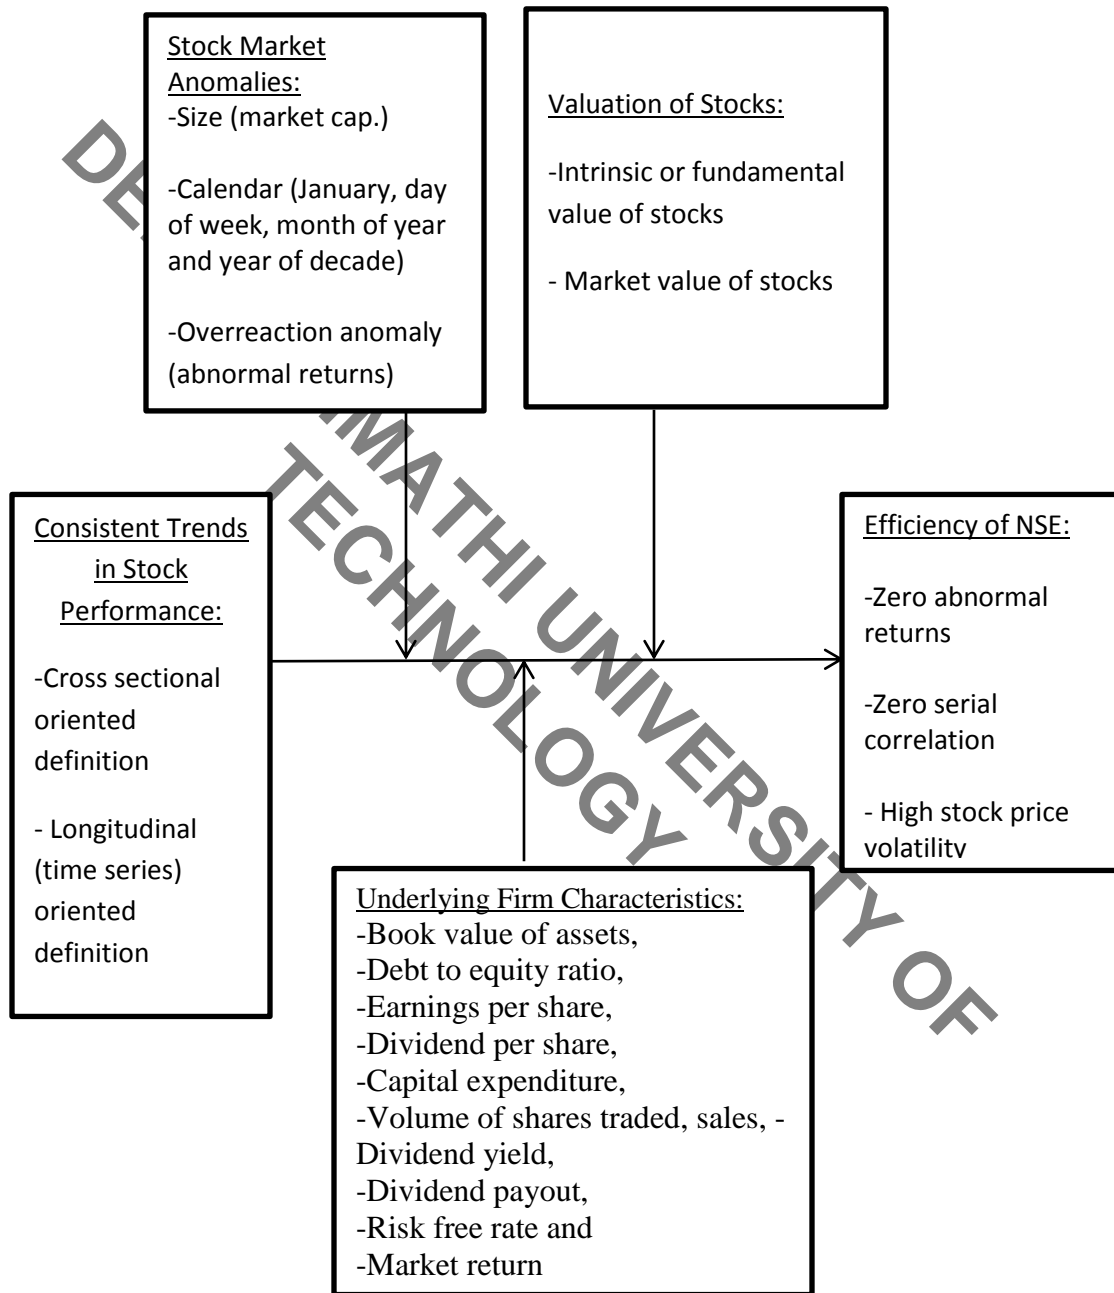 Stock Market
Anomalies:
-Size (market cap.)
-Calendar (January, day
of week, month of year
and year of decade)
-Overreaction anomaly
(abnormal returns)
Valuation of Stocks:
-Intrinsic or fundamental
value of stocks
- Market value of stocks
Consistent Trends
in Stock
Performance:
-Cross sectional
oriented
definition
- Longitudinal
(time series)
oriented
definition
Efficiency of NSE:
-Zero abnormal
returns
-Zero serial
correlation
- High stock price
volatility
Underlying Firm Characteristics:
-Book value of assets,
-Debt to equity ratio,
-Earnings per share,
-Dividend per share,
-Capital expenditure,
-Volume of shares traded, sales, -
Dividend yield,
-Dividend payout,
-Risk free rate and
-Market return
UNIVERSITY OF
TECHNOLOGY